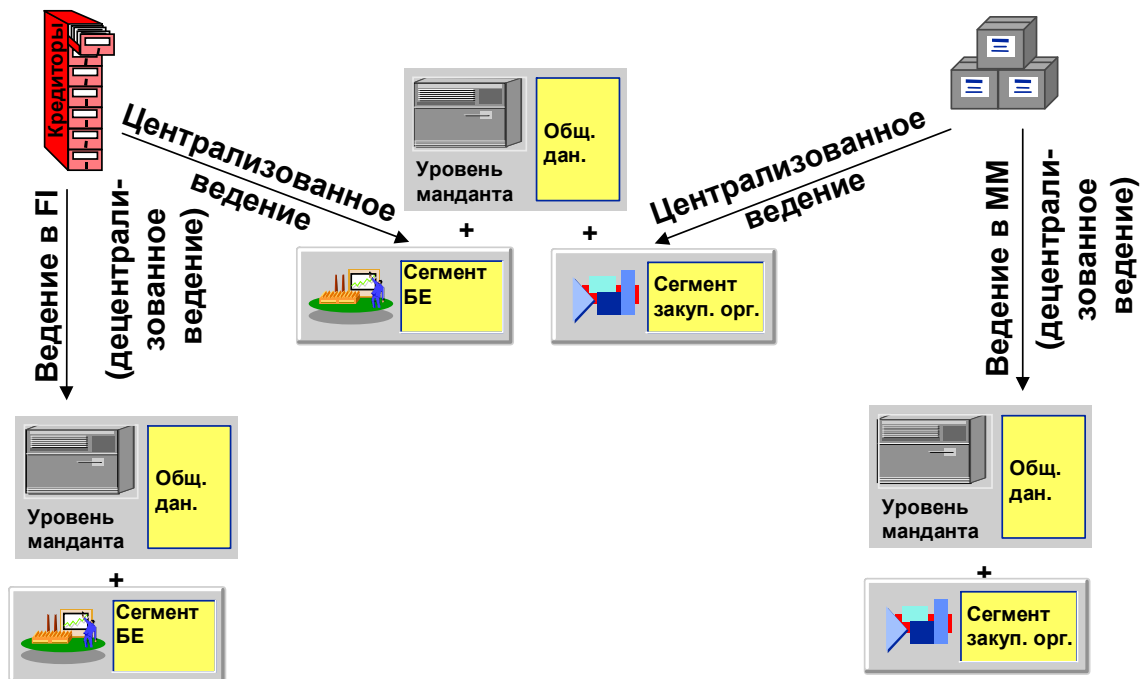 Кредиторы
Централизованное
ведение
Общ.
дан.
Уровень
манданта
Централизованное
ведение
Ведение в FI
(децентрали-
зованное
ведение)
+
+
Сегмент
БЕ
Сегмент
закуп. орг.
Ведение в ММ
(децентрали-
зованное
ведение)
Общ.
дан.
Уровень
манданта
+
Сегмент
БЕ
Общ.
дан.
Уровень
манданта
+
Сегмент
закуп. орг.